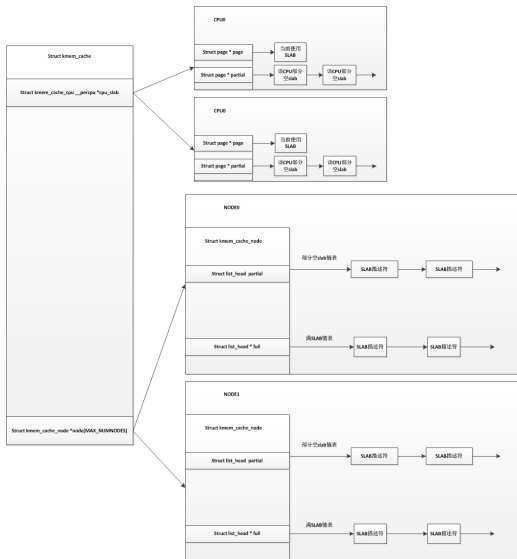 Struct kmem_cache
Struct kmem_cache_cpu __percpu *cpu_slab
Struct kmem_cache_node *node[MAX_NUMNODES]
CPU0
Struct page * page
当前使用
SLAB
Struct page * partial
该CPU部分
空slab
该CPU部分
空slab
CPU0
Struct page * page
当前使用
SLAB
Struct page * partial
该CPU部分
空slab
该CPU部分
空slab
NODE0
Struct kmem_cache_node
部分空slab链表
Struct list_head partial
SLAB描述符
SLAB描述符
满SLAB链表
Struct list_head * full
SLAB描述符
SLAB描述符
NODE1
Struct kmem_cache_node
部分空slab链表
Struct list_head partial
SLAB描述符
SLAB描述符
满SLAB链表
Struct list_head * full
SLAB描述符
SLAB描述符